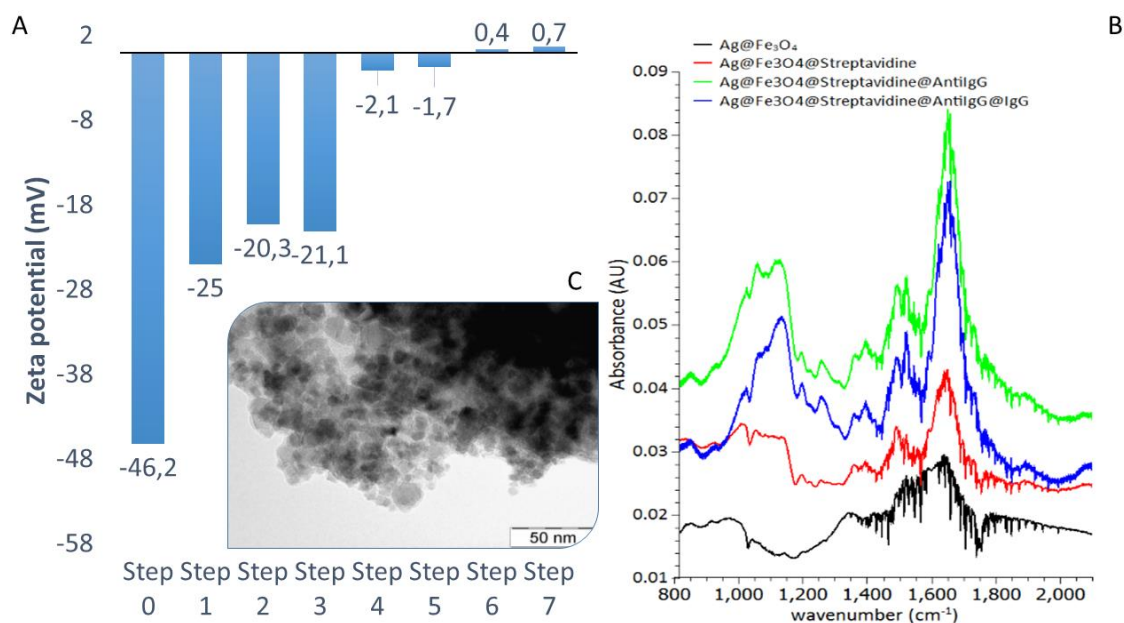 A
Zeta potential (mV)
2
-8
-18
-28
-38
-48
-58
-46,2
-25
-20,3
-21,1
-2,1
-1,7
0,4
0,7
Step 0
Step 1
Step 2
Step 3
Step 4
Step 5
Step 6
Step 7
C
50 nm
B
Ag@Fe₃O₄
Ag@Fe3O4@Streptavidine
Ag@Fe3O4@Streptavidine@AntiIgG
Ag@Fe3O4@Streptavidine@AntiIgG@IgG
Absorbance (AU)
0.09
0.08
0.07
0.06
0.05
0.04
0.03
0.02
0.01
815
1,000
1,200
1,400
1,600
1,800
2,000
wavenumber (cm⁻¹)